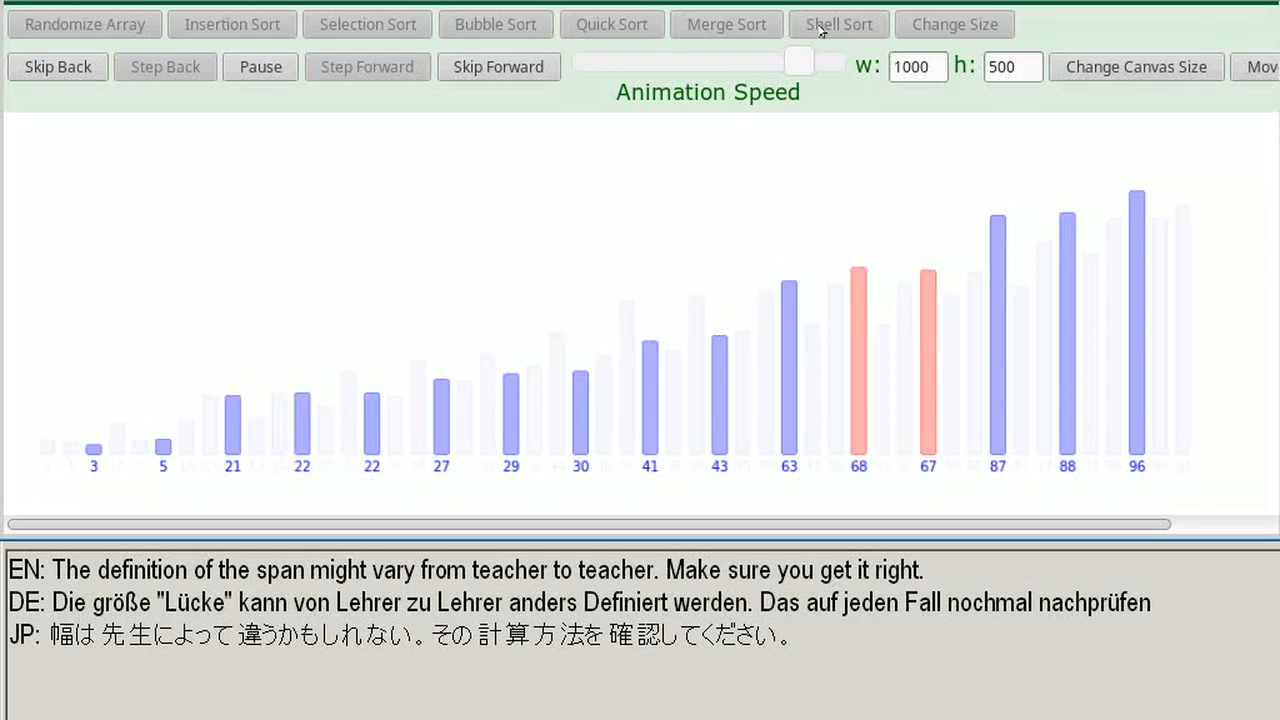 Randomize Array Insertion Sort Selection Sort Bubble Sort Quick Sort Merge Sort Shell Sort Change Size
Skip Back Step Back Pause Step Forward Skip Forward w: 1000 h: 500 Change Canvas Size
Animation Speed
3 5 21 22 22 27 29 30 41 43 63 68 67 87 88 96
EN: The definition of the span might vary from teacher to teacher. Make sure you get it right.
DE: Die größe "Lücke" kann von Lehrer zu Lehrer anders Definiert werden. Das auf jeden Fall nochmal nachprüfen
JP: 幅は先生によって違うかもしれない。その計算方法を確認してください。